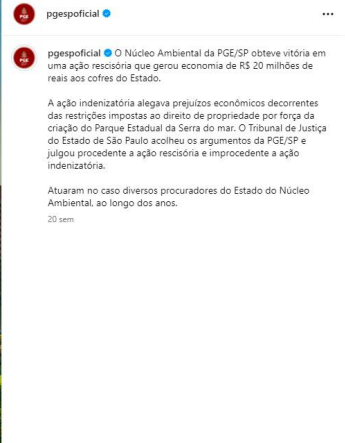 pgespoficial
PGE
pgespoficial O Núcleo Ambiental da PGE/SP obteve vitória em
uma ação rescisória que gerou economia de R$ 20 milhões de
reais aos cofres do Estado.
A ação indenizatória alegava prejuízos econômicos decorrentes
das restrições impostas ao direito de propriedade por força da
criação do Parque Estadual da Serra do mar. O Tribunal de Justiça
do Estado de São Paulo acolheu os argumentos da PGE/SP e
julgou procedente a ação rescisória e improcedente a ação
indenizatória.
Atuaram no caso diversos procuradores do Estado do Núcleo
Ambiental, ao longo dos anos.
20 sem